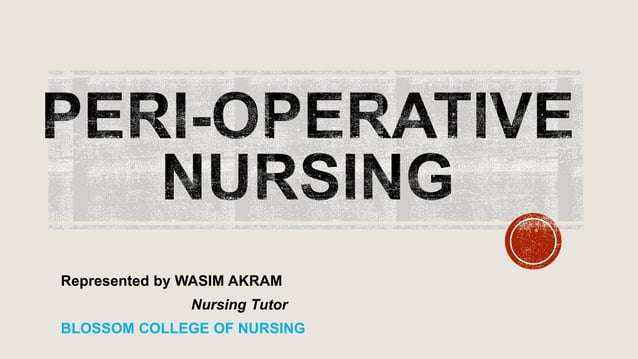 PERI-OPERATIVE
NURSING
Represented by WASIM AKRAM
Nursing Tutor
BLOSSOM COLLEGE OF NURSING